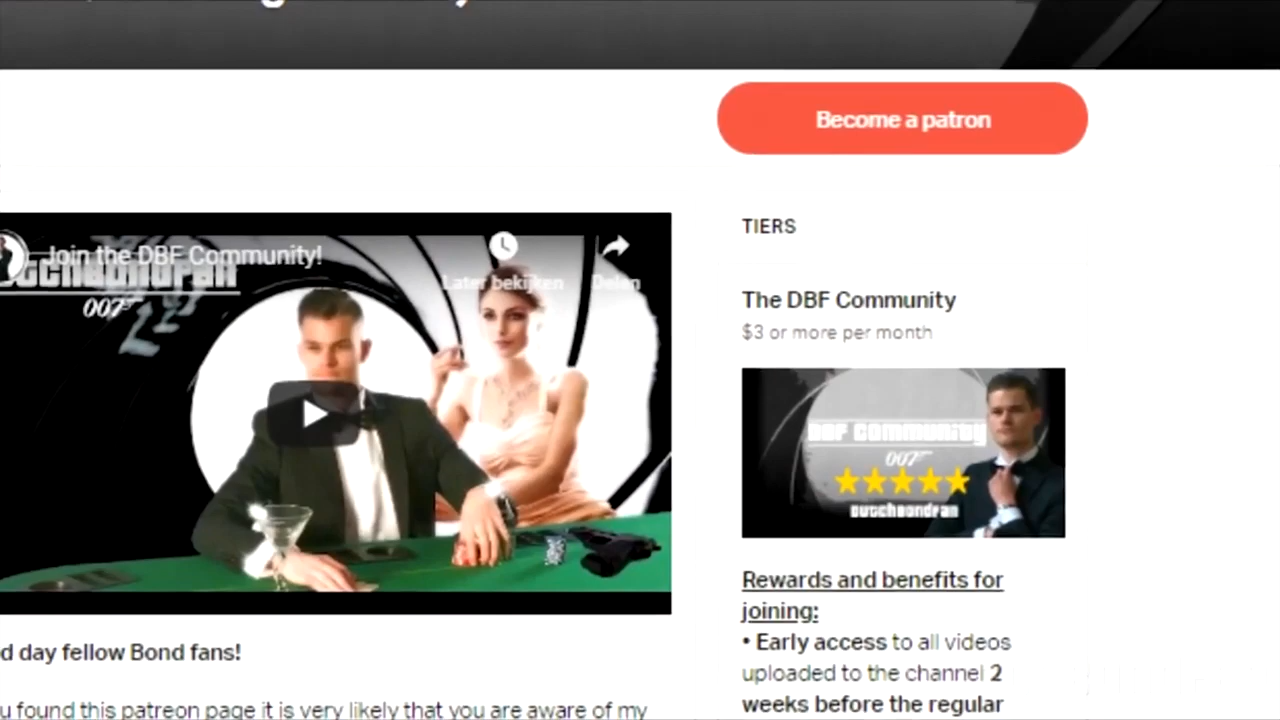 Become a patron
Join the DBF Community!
Later bekijken
Delen
007
TIERS
The DBF Community
$3 or more per month
DBF Community
007
Dutchbondfan
Rewards and benefits for
joining:
• Early access to all videos
uploaded to the channel 2
weeks before the regular
d day fellow Bond fans!
u found this patreon page it is very likely that you are aware of my